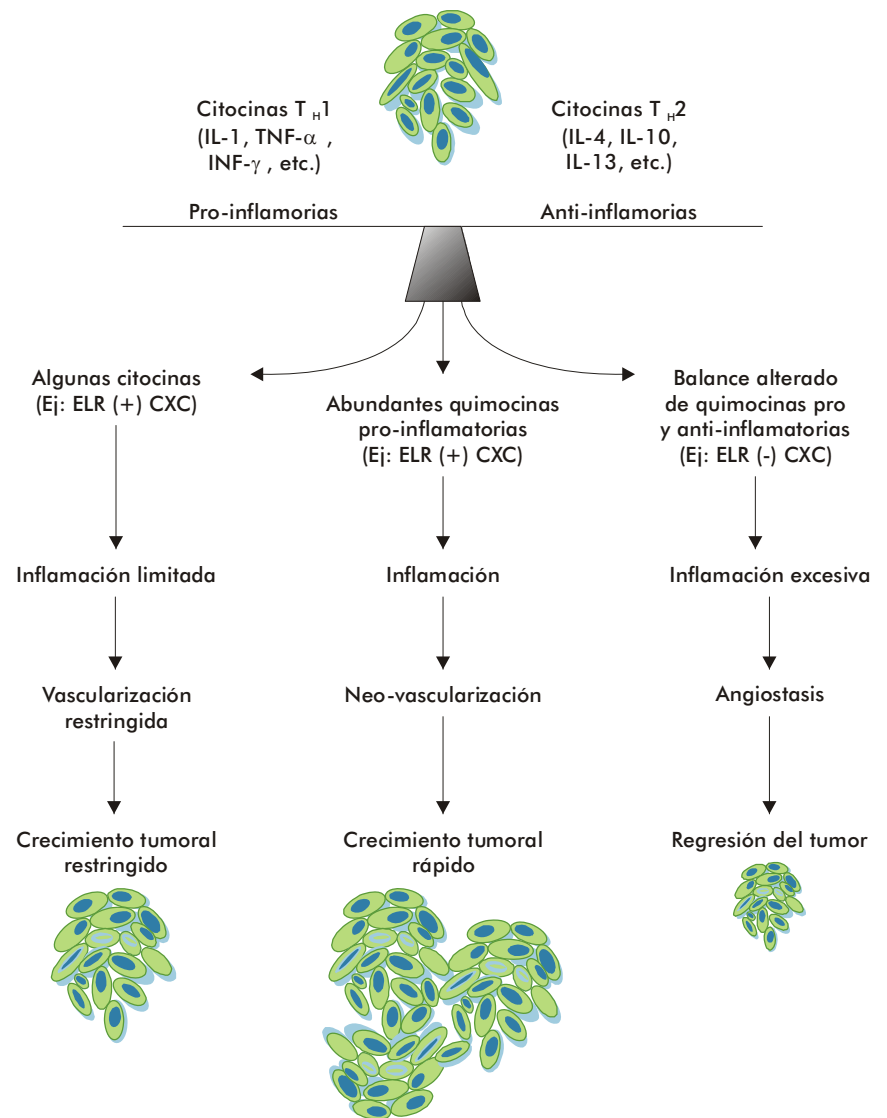 Citocinas T H1
(IL-1, TNF-α ,
INF-γ , etc.)
Citocinas T H2
(IL-4, IL-10,
IL-13, etc.)
Pro-inflamorias
Anti-inflamorias
Algunas citocinas
(Ej: ELR (+) CXC)
Abundantes quimocinas
pro-inflamatorias
(Ej: ELR (+) CXC)
Balance alterado
de quimocinas pro
y anti-inflamatorias
(Ej: ELR (-) CXC)
Inflamación limitada
Inflamación
Inflamación excesiva
Vascularización
restringida
Neo-vascularización
Angiostasis
Crecimiento tumoral
restringido
Crecimiento tumoral
rápido
Regresión del tumor